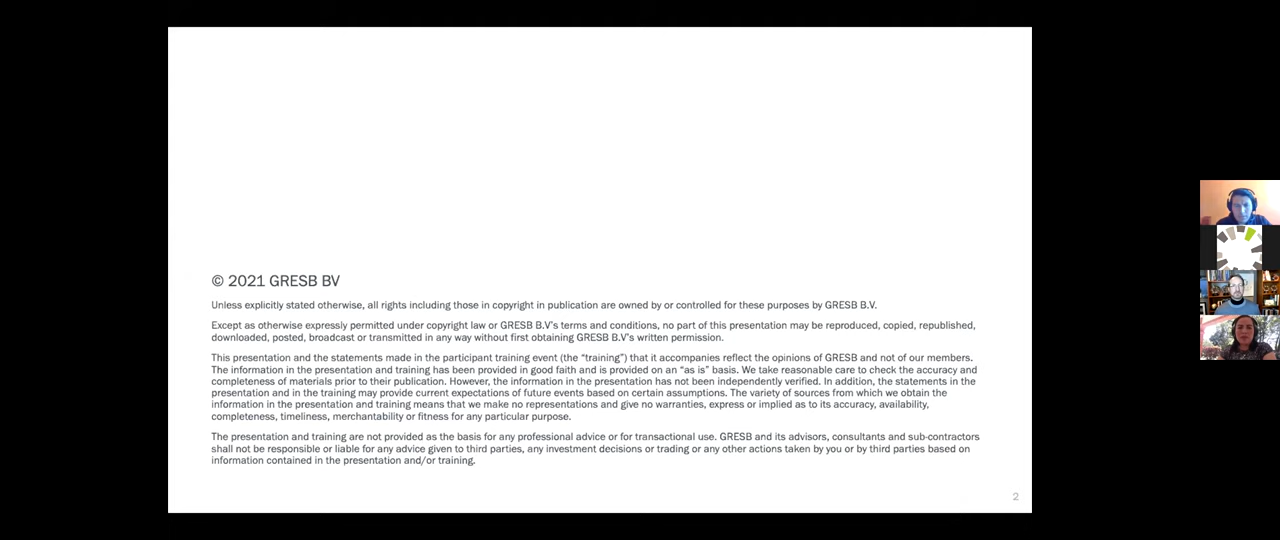 © 2021 GRESB BV
Unless explicitly stated otherwise, all rights including those in copyright in publication are owned by or controlled for these purposes by GRESB B.V.
Except as otherwise expressly permitted under copyright law or GRESB B.V's terms and conditions, no part of this presentation may be reproduced, copied, republished,
downloaded, posted, broadcast or transmitted in any way without first obtaining GRESB B.V's written permission.
This presentation and the statements made in the participant training event (the “training”) that it accompanies reflect the opinions of GRESB and not of our members.
The information in the presentation and training has been provided in good faith and is provided on an “as is” basis. We take reasonable care to check the accuracy and
completeness of materials prior to their publication. However, the information in the presentation has not been independently verified. In addition, the statements in the
presentation and in the training may provide current expectations of future events based on certain assumptions. The variety of sources from which we obtain the
information in the presentation and training means that we make no representations and give no warranties, express or implied as to its accuracy, availability,
completeness, timeliness, merchantability or fitness for any particular purpose.
The presentation and training are not provided as the basis for any professional advice or for transactional use. GRESB and its advisors, consultants and sub-contractors
shall not be responsible or liable for any advice given to third parties, any investment decisions or trading or any other actions taken by you or by third parties based on
information contained in the presentation and/or training.
2